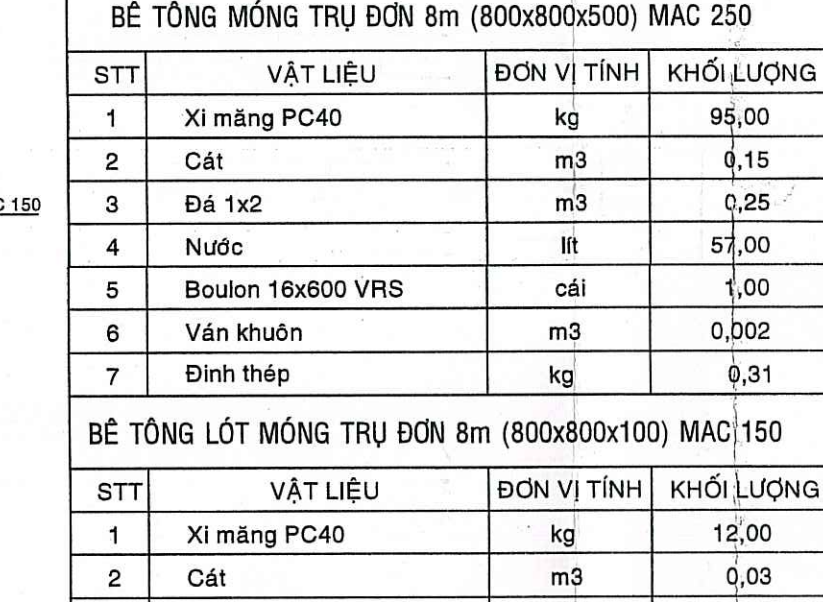 BÊ TÔNG MÓNG TRỤ ĐƠN 8m (800x800x500) MAC 250
STT VẬT LIỆU ĐƠN VỊ TÍNH KHỐI LƯỢNG
1 Xi măng PC40 kg 95,00
2 Cát m3 0,15
3 Đá 1x2 m3 0,25
4 Nước lít 57,00
5 Boulon 16x600 VRS cái 1,00
6 Ván khuôn m3 0,002
7 Đinh thép kg 0,31
C 150
BÊ TÔNG LÓT MÓNG TRỤ ĐƠN 8m (800x800x100) MAC 150
STT VẬT LIỆU ĐƠN VỊ TÍNH KHỐI LƯỢNG
1 Xi măng PC40 kg 12,00
2 Cát m3 0,03